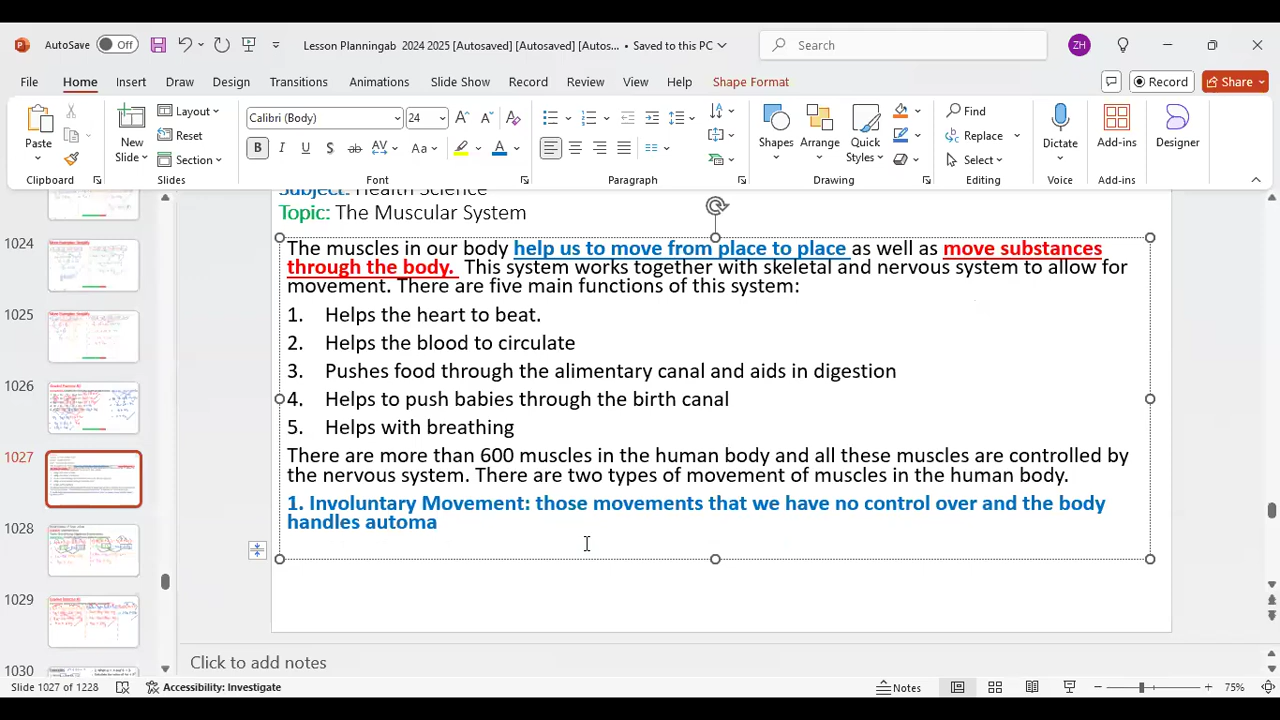 AutoSave Off Lesson Planningab 2024 2025 [Autosaved] [Autosaved] [Autos... • Saved to this PC Search ZH
File Home Insert Draw Design Transitions Animations Slide Show Record Review View Help Shape Format Record Share
Paste New Slide Layout Reset Section Calibri (Body) 24 Shapes Arrange Quick Styles Find Replace Select Dictate Add-ins Designer
Clipboard Slides Font Paragraph Drawing Editing Voice Add-ins
Subject: Health Science
Topic: The Muscular System
The muscles in our body help us to move from place to place as well as move substances
through the body. This system works together with skeletal and nervous system to allow for
movement. There are five main functions of this system:
1. Helps the heart to beat.
2. Helps the blood to circulate
3. Pushes food through the alimentary canal and aids in digestion
4. Helps to push babies through the birth canal
5. Helps with breathing
There are more than 600 muscles in the human body and all these muscles are controlled by
the nervous system. There are two types of movement of muscles in the human body.
1. Involuntary Movement: those movements that we have no control over and the body
handles automa
1024
1025
1026
1027
1028
1029
1030
Click to add notes
Slide 1027 of 1228 Accessibility: Investigate Notes 75%